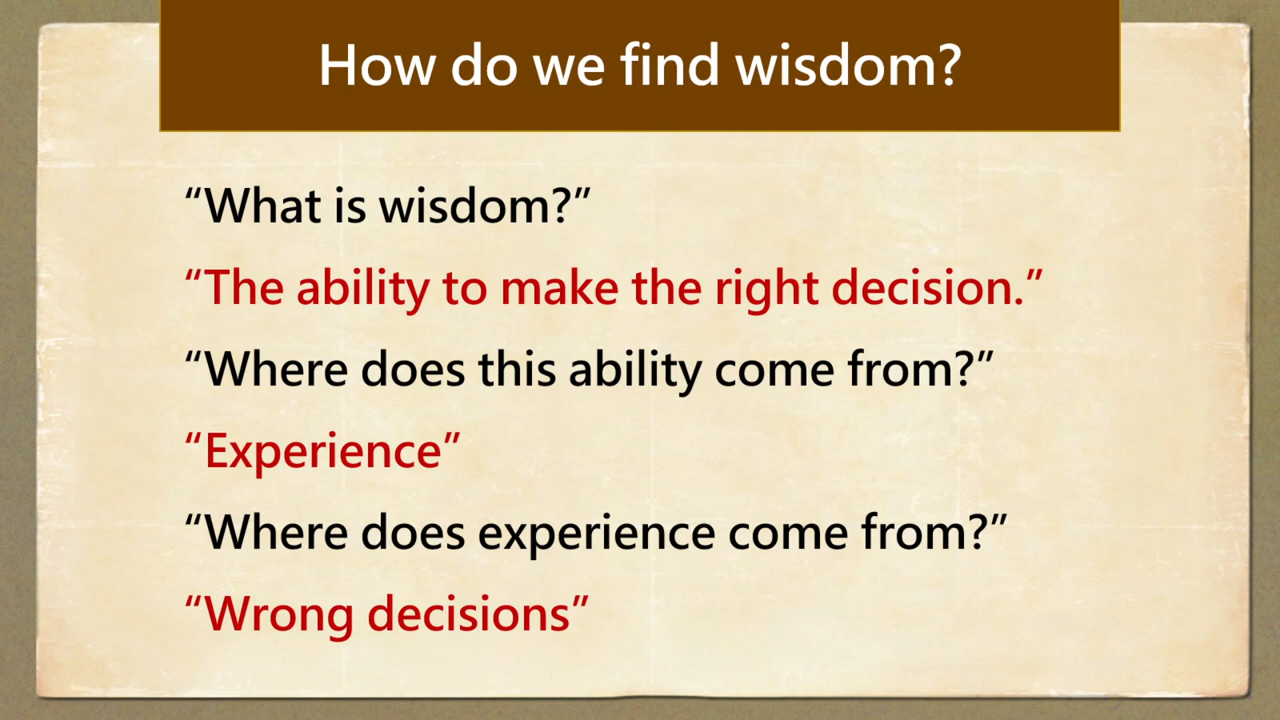 How do we find wisdom?
“What is wisdom?”
“The ability to make the right decision.”
“Where does this ability come from?”
“Experience”
“Where does experience come from?”
“Wrong decisions”